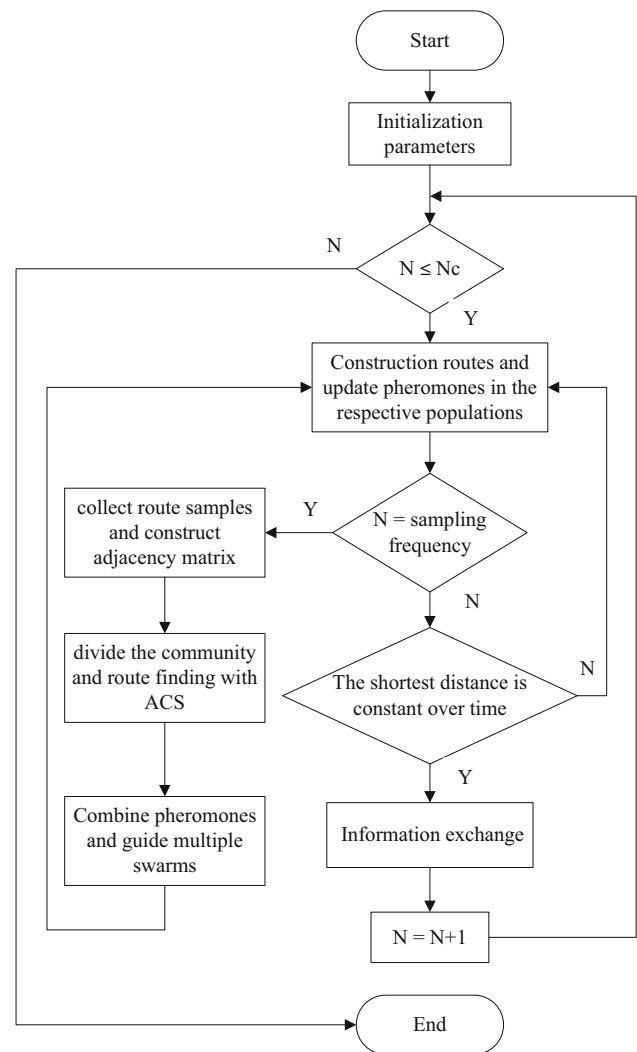 Start
Initialization
parameters
N
N ≤ Nc
Y
Construction routes and
update pheromones in the
respective populations
collect route samples
and construct
adjacency matrix
Y
N = sampling
frequency
N
divide the community
and route finding with
ACS
The shortest distance is
constant over time
N
Y
Combine pheromones
and guide multiple
swarms
Information exchange
N = N+1
End